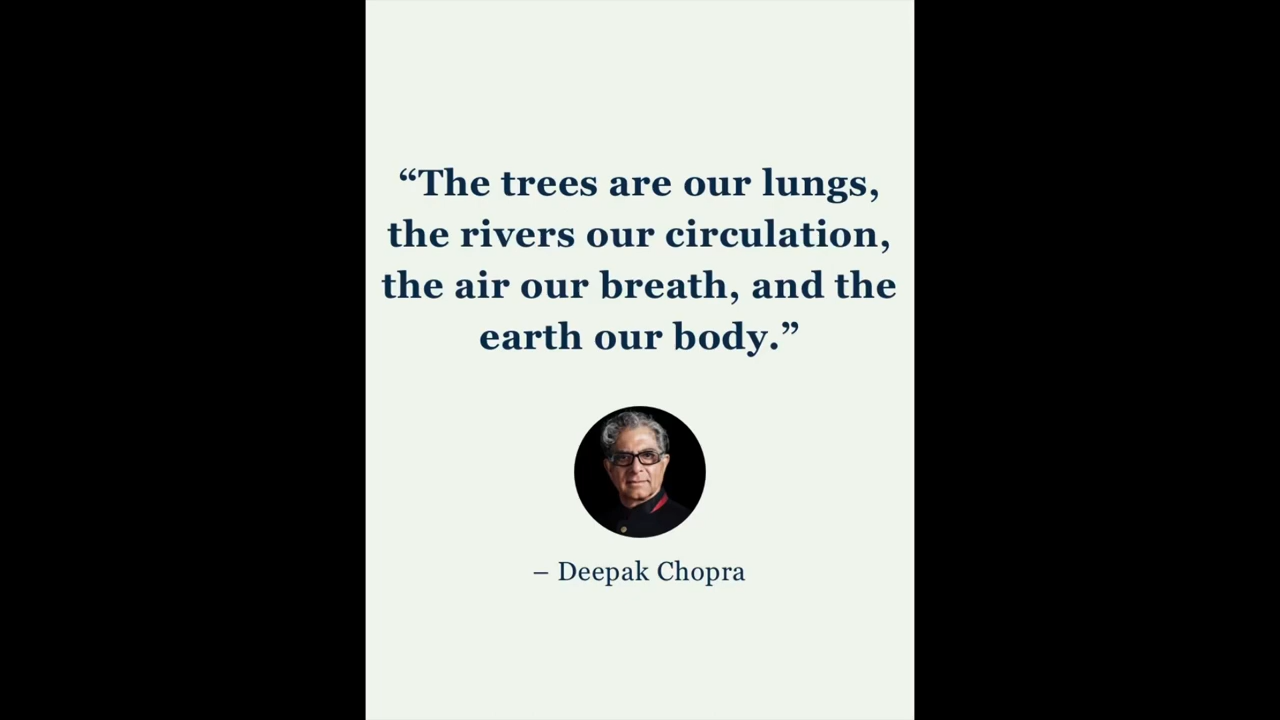 “The trees are our lungs,
the rivers our circulation,
the air our breath, and the
earth our body.”
– Deepak Chopra